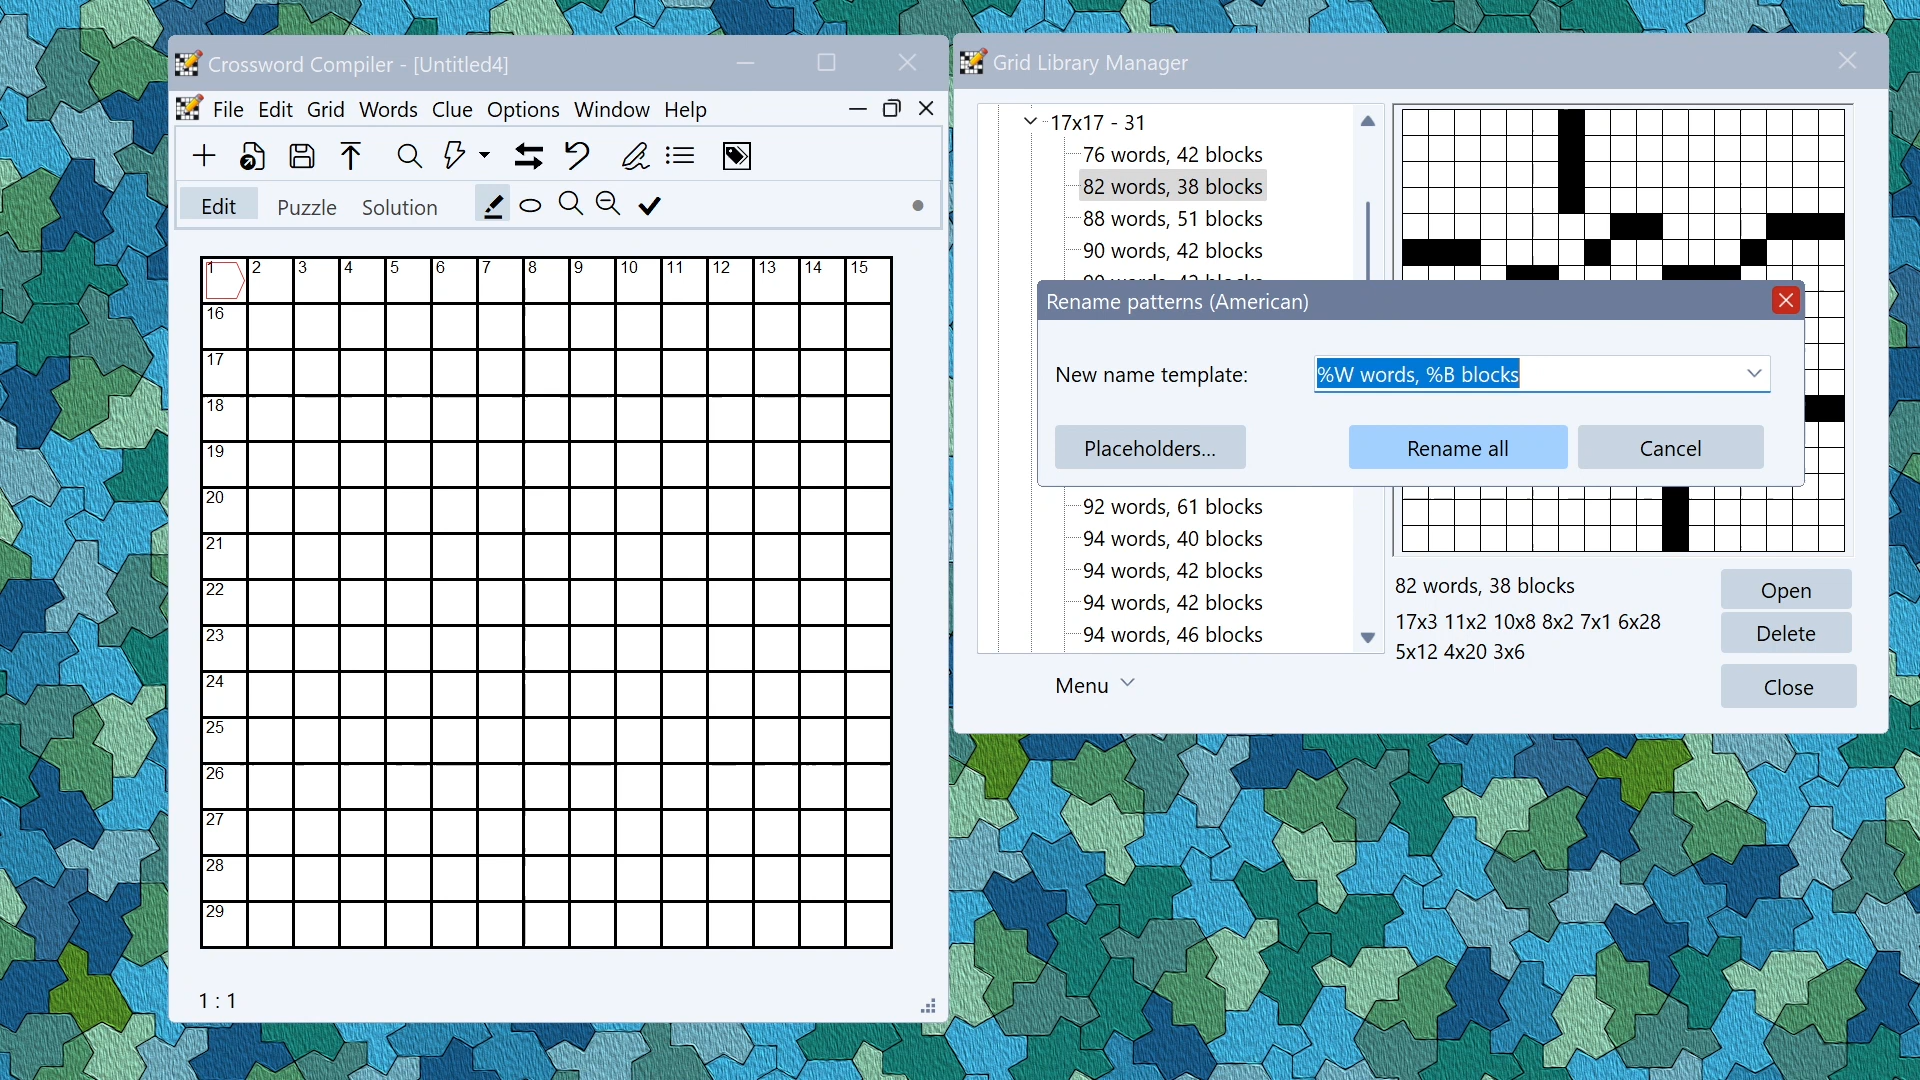 Crossword Compiler - [Untitled4]
File Edit Grid Words Clue Options Window Help
Edit Puzzle Solution
1 2 3 4 5 6 7 8 9 10 11 12 13 14 15
16
17
18
19
20
21
22
23
24
25
26
27
28
29
1 : 1
Grid Library Manager
17x17 - 31
76 words, 42 blocks
82 words, 38 blocks
88 words, 51 blocks
90 words, 42 blocks
Rename patterns (American)
New name template: %W words, %B blocks
Placeholders... Rename all Cancel
92 words, 61 blocks
94 words, 40 blocks
94 words, 42 blocks
94 words, 42 blocks
94 words, 46 blocks
Menu
82 words, 38 blocks
17x3 11x2 10x8 8x2 7x1 6x28
5x12 4x20 3x6
Open
Delete
Close